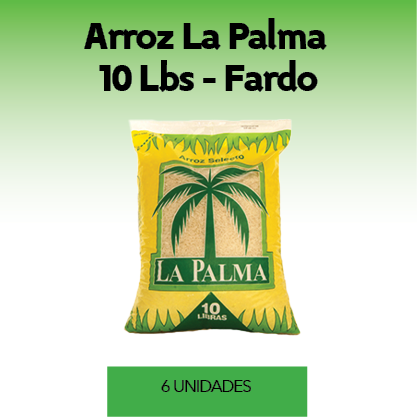 Arroz La Palma
10 Lbs - Fardo
Arroz Selecto
LA PALMA
10
LIBRAS
6 UNIDADES